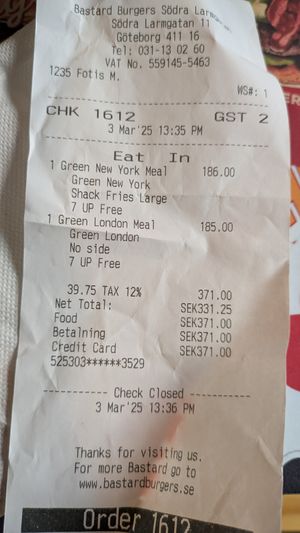 Bastard Burgers Södra Larmgatan
Södra Larmgatan 11
Göteborg 411 16
Tel: 031-13 02 60
VAT No. 559145-5463
1235 Fotis M.
WS#: 1
CHK 1612 GST 2
3 Mar'25 13:35 PM
Eat In
1 Green New York Meal 186.00
Green New York
Shack Fries Large
7 UP Free
1 Green London Meal 185.00
Green London
No side
7 UP Free
39.75 TAX 12% 371.00
Net Total: SEK331.25
Food SEK371.00
Betalning SEK371.00
Credit Card SEK371.00
525303******3529
---------- Check Closed ----------
3 Mar'25 13:36 PM
Thanks for visiting us.
For more Bastard go to
www.bastardburgers.se
Order 1612